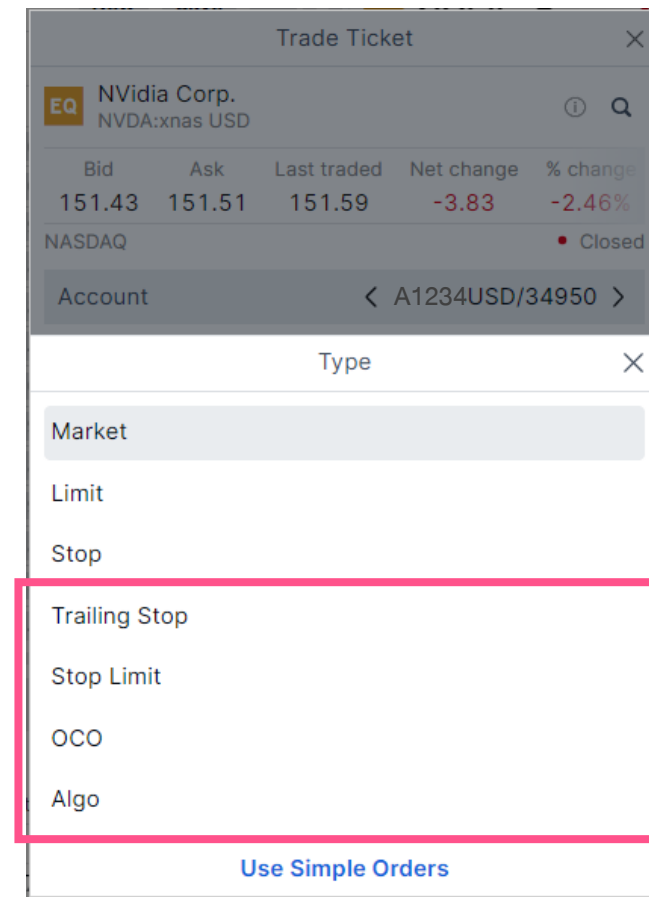 Trade Ticket
EQ NVidia Corp.
NVDA:xnas USD
Bid Ask Last traded Net change % change
151.43 151.51 151.59 -3.83 -2.46%
NASDAQ Closed
Account A1234USD/34950
Type
Market
Limit
Stop
Trailing Stop
Stop Limit
OCO
Algo
Use Simple Orders